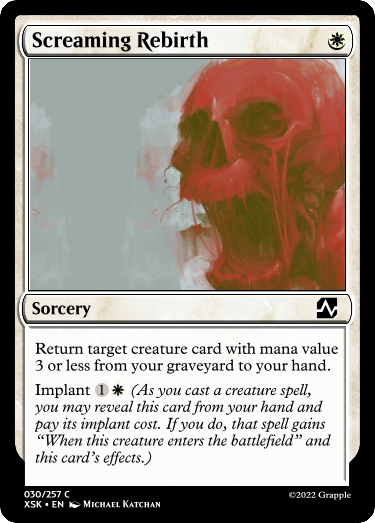 Screaming Rebirth
Sorcery
Return target creature card with mana value
3 or less from your graveyard to your hand.
Implant 1 (As you cast a creature spell,
you may reveal this card from your hand and
pay its implant cost. If you do, that spell gains
“When this creature enters the battlefield” and
this card’s effects.)
030/257 C
XSK • EN Michael Katchan
©2022 Grapple